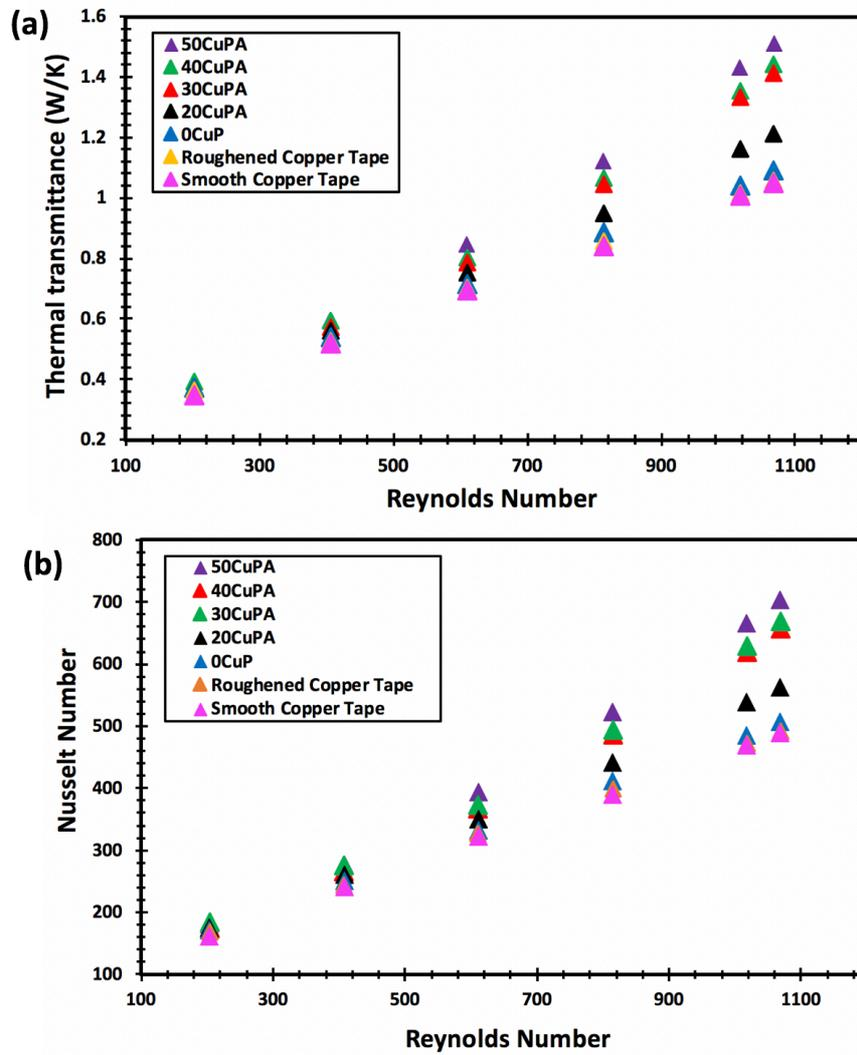 (a)
Thermal transmittance (W/K)
1.6
1.4
1.2
1
0.8
0.6
0.4
0.2
50CuPA
40CuPA
30CuPA
20CuPA
0CuP
Roughened Copper Tape
Smooth Copper Tape
100 300 500 700 900 1100
Reynolds Number
(b)
Nusselt Number
800
700
600
500
400
300
200
100
50CuPA
40CuPA
30CuPA
20CuPA
0CuP
Roughened Copper Tape
Smooth Copper Tape
100 300 500 700 900 1100
Reynolds Number